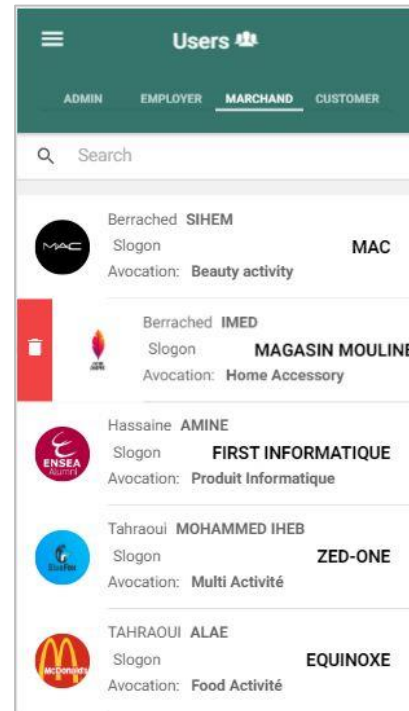 Users
ADMIN EMPLOYER MARCHAND CUSTOMER
Search
Berrached SIHEM
MAC
Slogon MAC
Avocation: Beauty activity
Berrached IMED
Slogon MAGASIN MOULINE
Avocation: Home Accessory
Hassaine AMINE
ENSEA
Alumni
Slogon FIRST INFORMATIQUE
Avocation: Produit Informatique
Tahraoui MOHAMMED IHEB
Slogon ZED-ONE
Avocation: Multi Activité
TAHRAOUI ALAE
McDonald's
Slogon EQUINOXE
Avocation: Food Activité